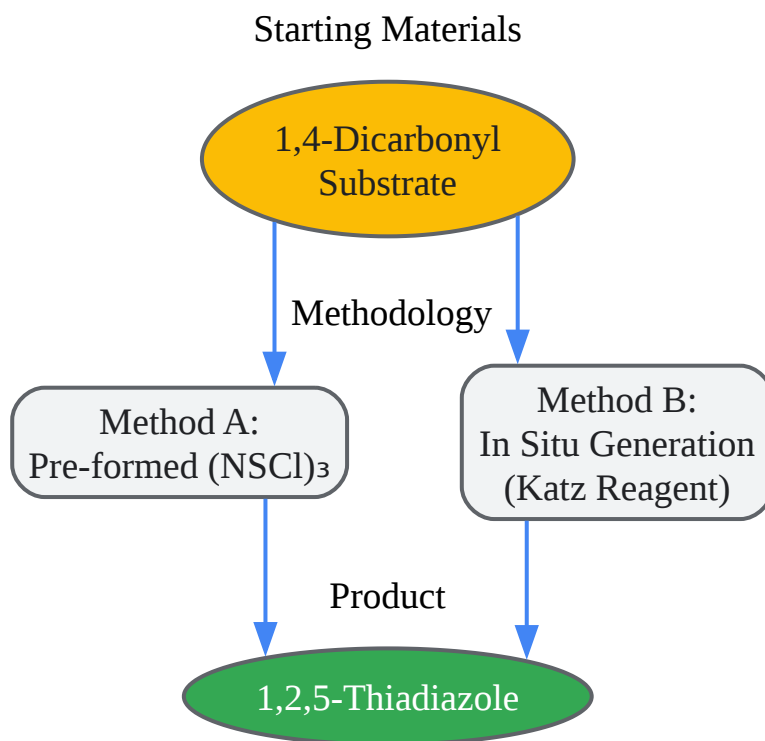 Starting Materials
1,4-Dicarbonyl
Substrate
Methodology
Method A:
Pre-formed (NSCl)₃
Method B:
In Situ Generation
(Katz Reagent)
Product
1,2,5-Thiadiazole